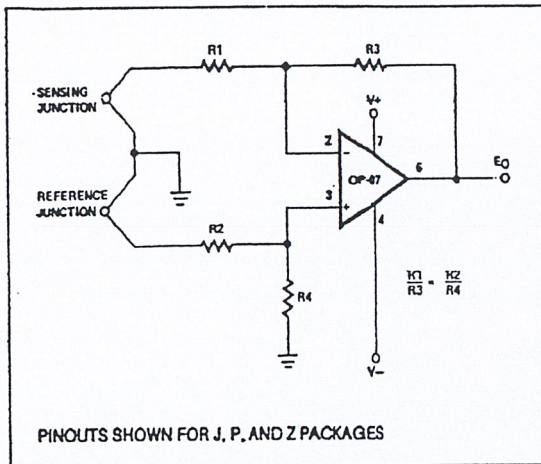 R1
R3
SENSING
JUNCTION
V+
7
2
-
OP-07
6
EO
REFERENCE
JUNCTION
3
+
4
R2
R1/R3 = R2/R4
R4
V-
PINOUTS SHOWN FOR J, P, AND Z PACKAGES